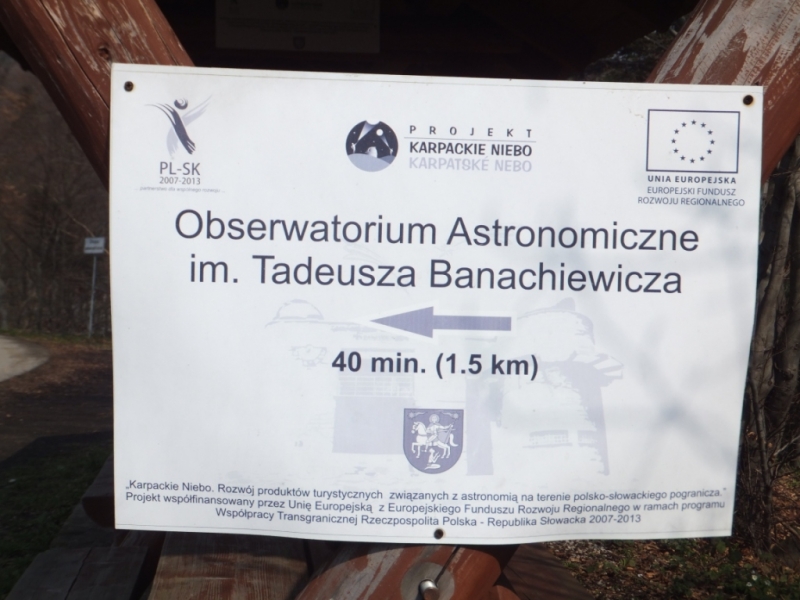 PL-SK
2007-2013
PROJEKT
KARPACKIE NIEBO
KARPATSKÉ NEBO
UNIA EUROPEJSKA
EUROPEJSKI FUNDUSZ
ROZWOJU REGIONALNEGO
Obserwatorium Astronomiczne
im. Tadeusza Banachiewicza
40 min. (1.5 km)
„Karpackie Niebo. Rozwój produktów turystycznych związanych z astronomią na terenie polsko-słowackiego pogranicza.”
Projekt współfinansowany przez Unię Europejską z Europejskiego Funduszu Rozwoju Regionalnego w ramach programu
Współpracy Transgranicznej Rzeczpospolita Polska - Republika Słowacka 2007-2013